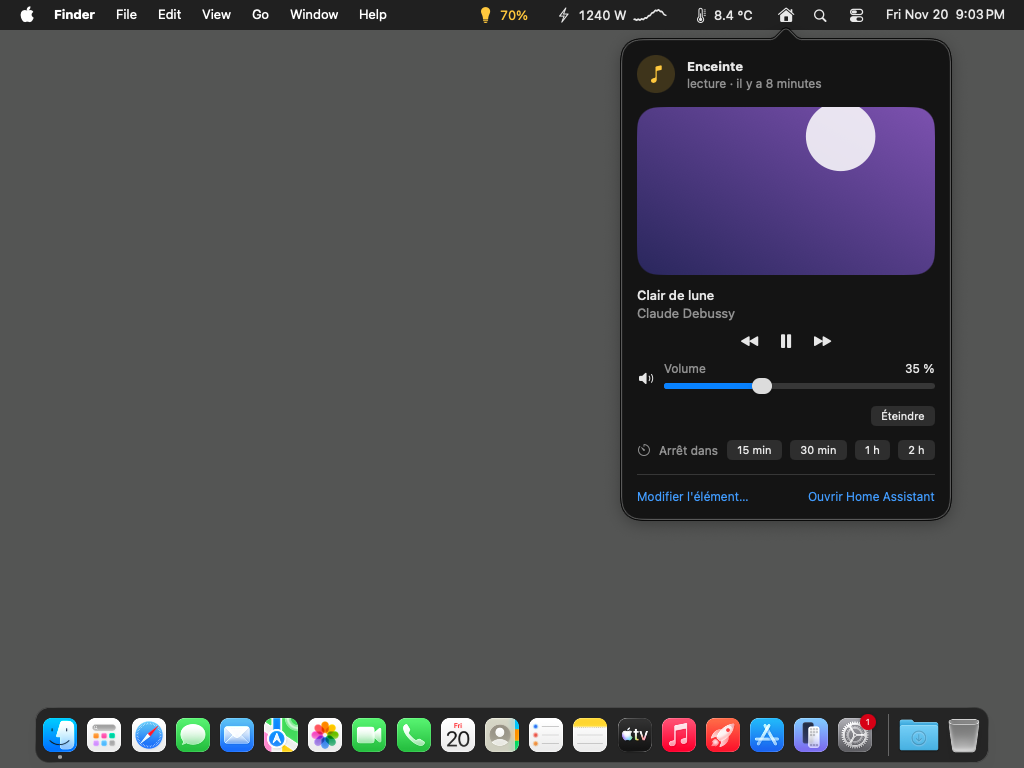 Finder File Edit View Go Window Help 70% 1240 W 8.4 ºC Fri Nov 20 9:03 PM
Enceinte
lecture · il y a 8 minutes
Clair de lune
Claude Debussy
Volume 35 %
Éteindre
Arrêt dans 15 min 30 min 1 h 2 h
Modifier l'élément… Ouvrir Home Assistant
Fri
20
tv
1